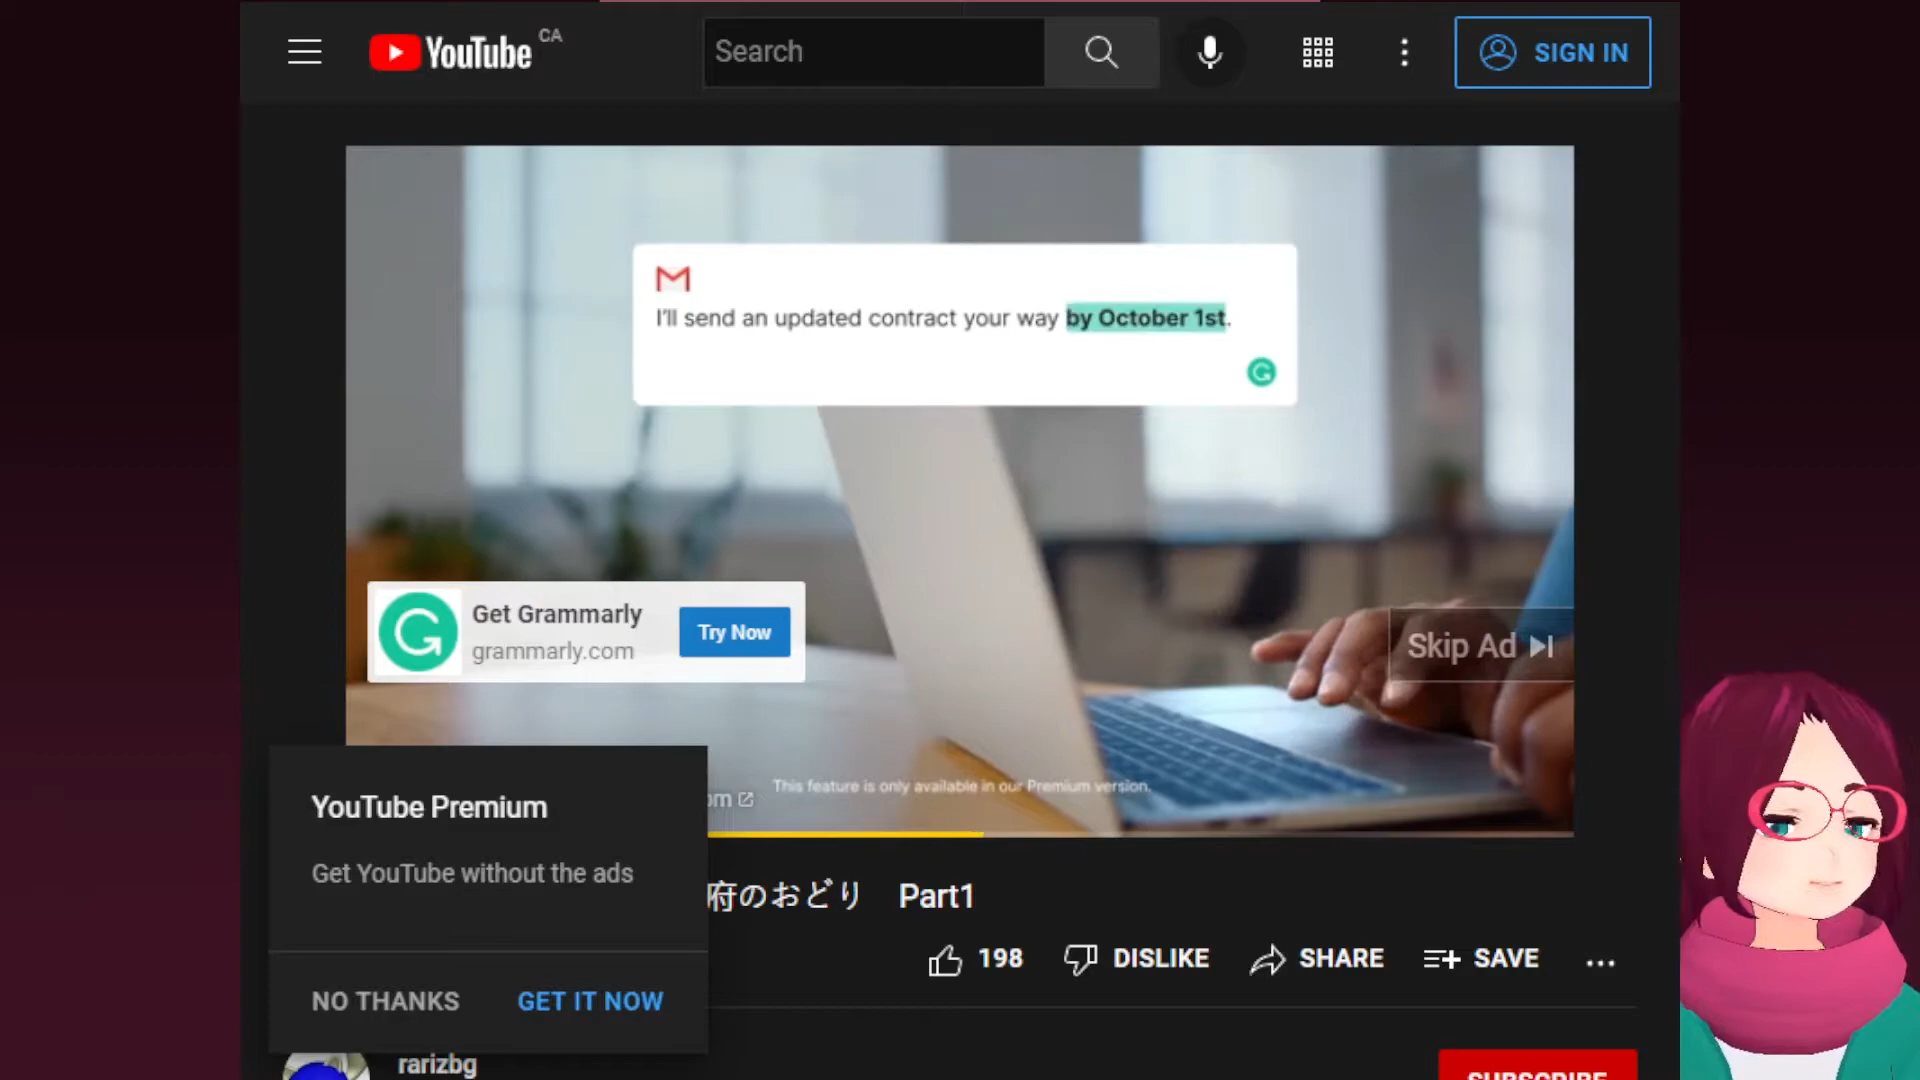 YouTube CA
Search
SIGN IN
I'll send an updated contract your way by October 1st.
Get Grammarly
grammarly.com
Try Now
Skip Ad
This feature is only available in our Premium version.
YouTube Premium
Get YouTube without the ads
NO THANKS
GET IT NOW
府のおどり Part1
198
DISLIKE
SHARE
SAVE
rarizbg
SUBSCRIBE